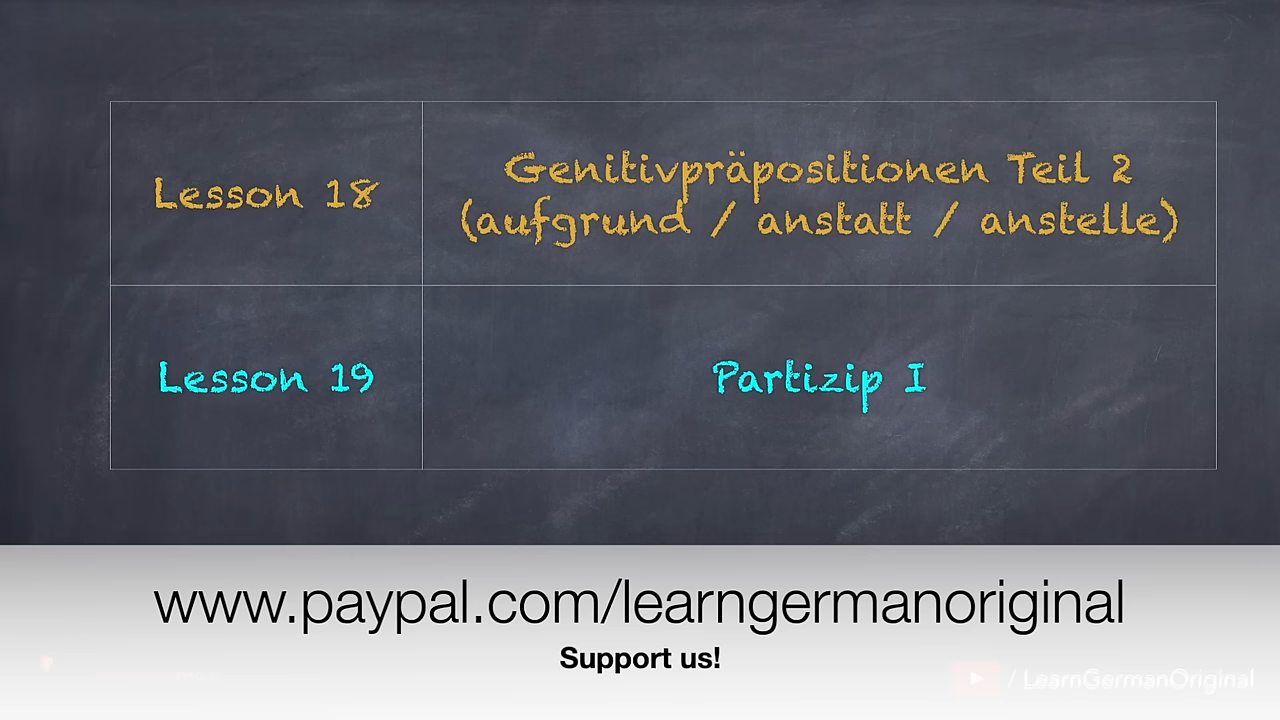 Lesson 18
Genitivpräpositionen Teil 2
(aufgrund / anstatt / anstelle)
Lesson 19
Partizip I
www.paypal.com/learngermanoriginal
Support us!
/ LearnGermanOriginal